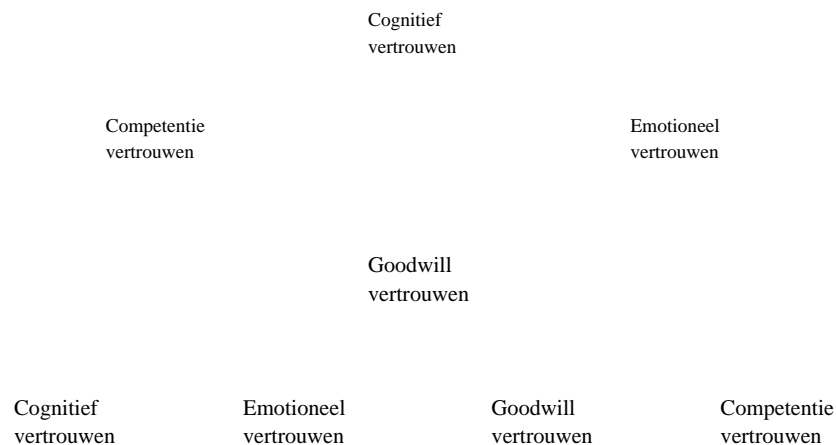 Cognitief
vertrouwen
Competentie
vertrouwen
Emotioneel
vertrouwen
Goodwill
vertrouwen
Cognitief
vertrouwen
Emotioneel
vertrouwen
Goodwill
vertrouwen
Competentie
vertrouwen